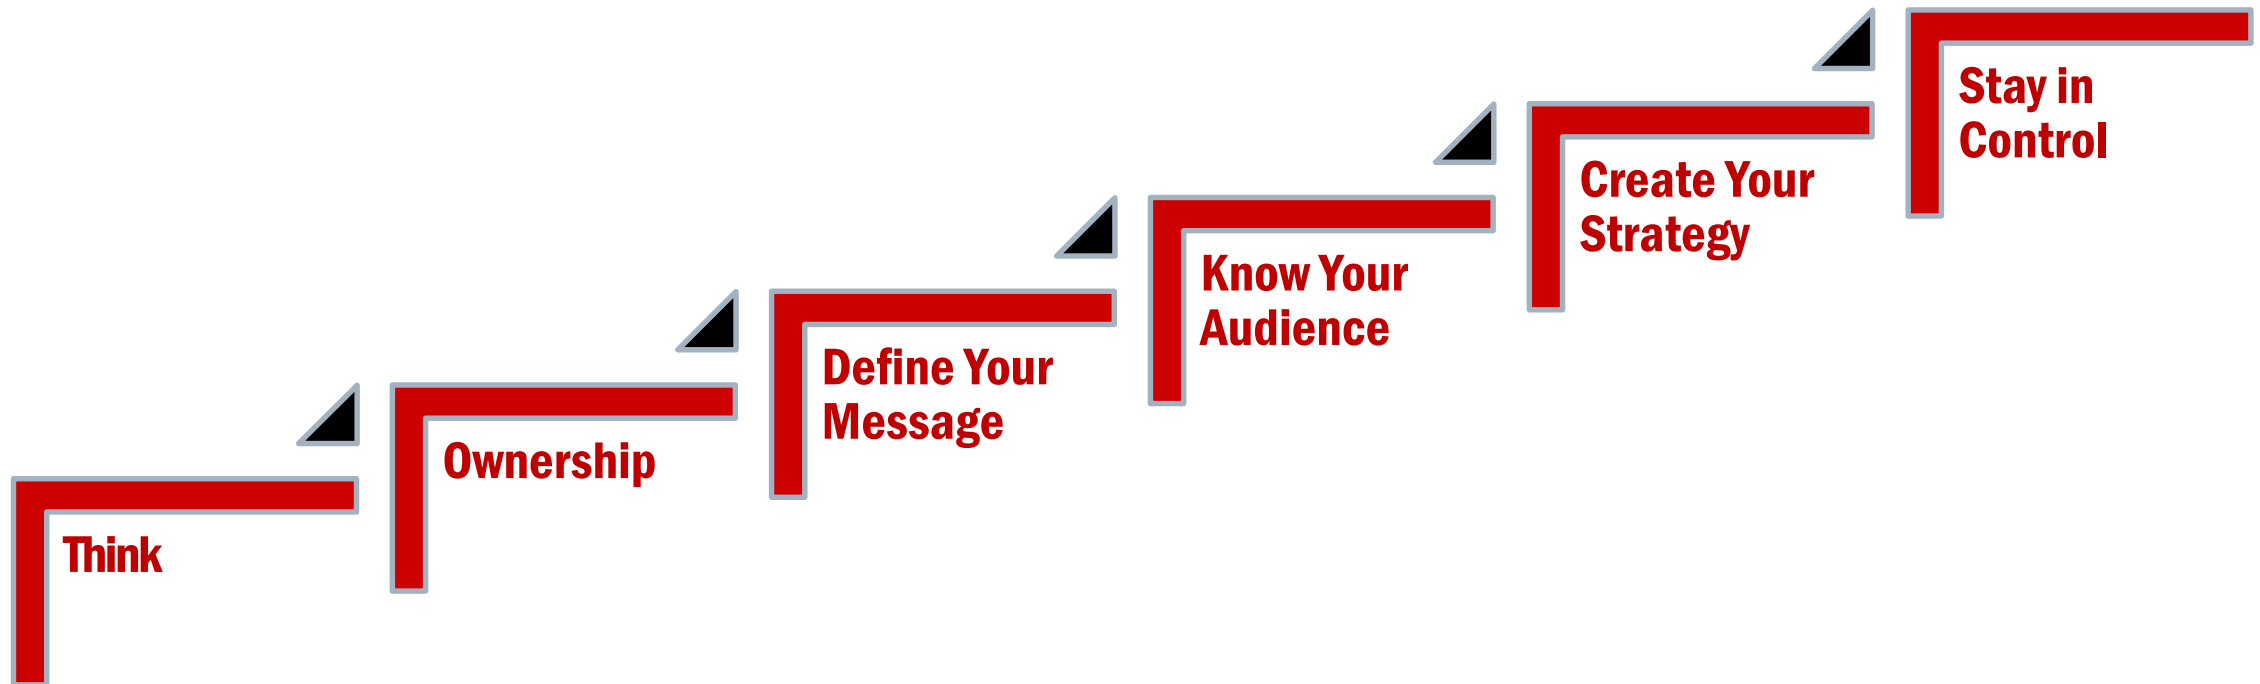 Think
Ownership
Define Your
Message
Know Your
Audience
Create Your
Strategy
Stay in
Control